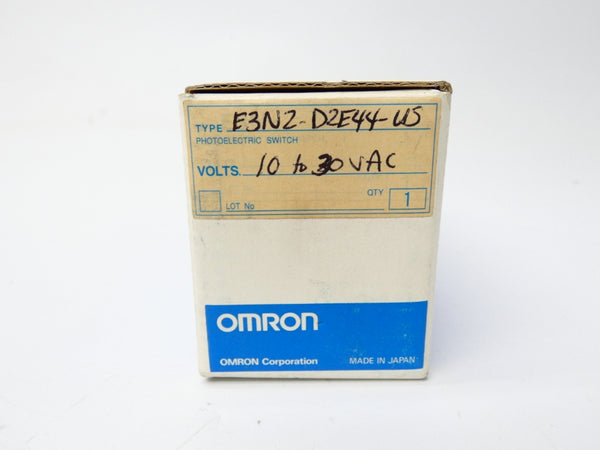 TYPE E3N2-D2E44-US
PHOTOELECTRIC SWITCH
VOLTS. 10 to 30 VAC
LOT No QTY 1
OMRON
OMRON Corporation MADE IN JAPAN